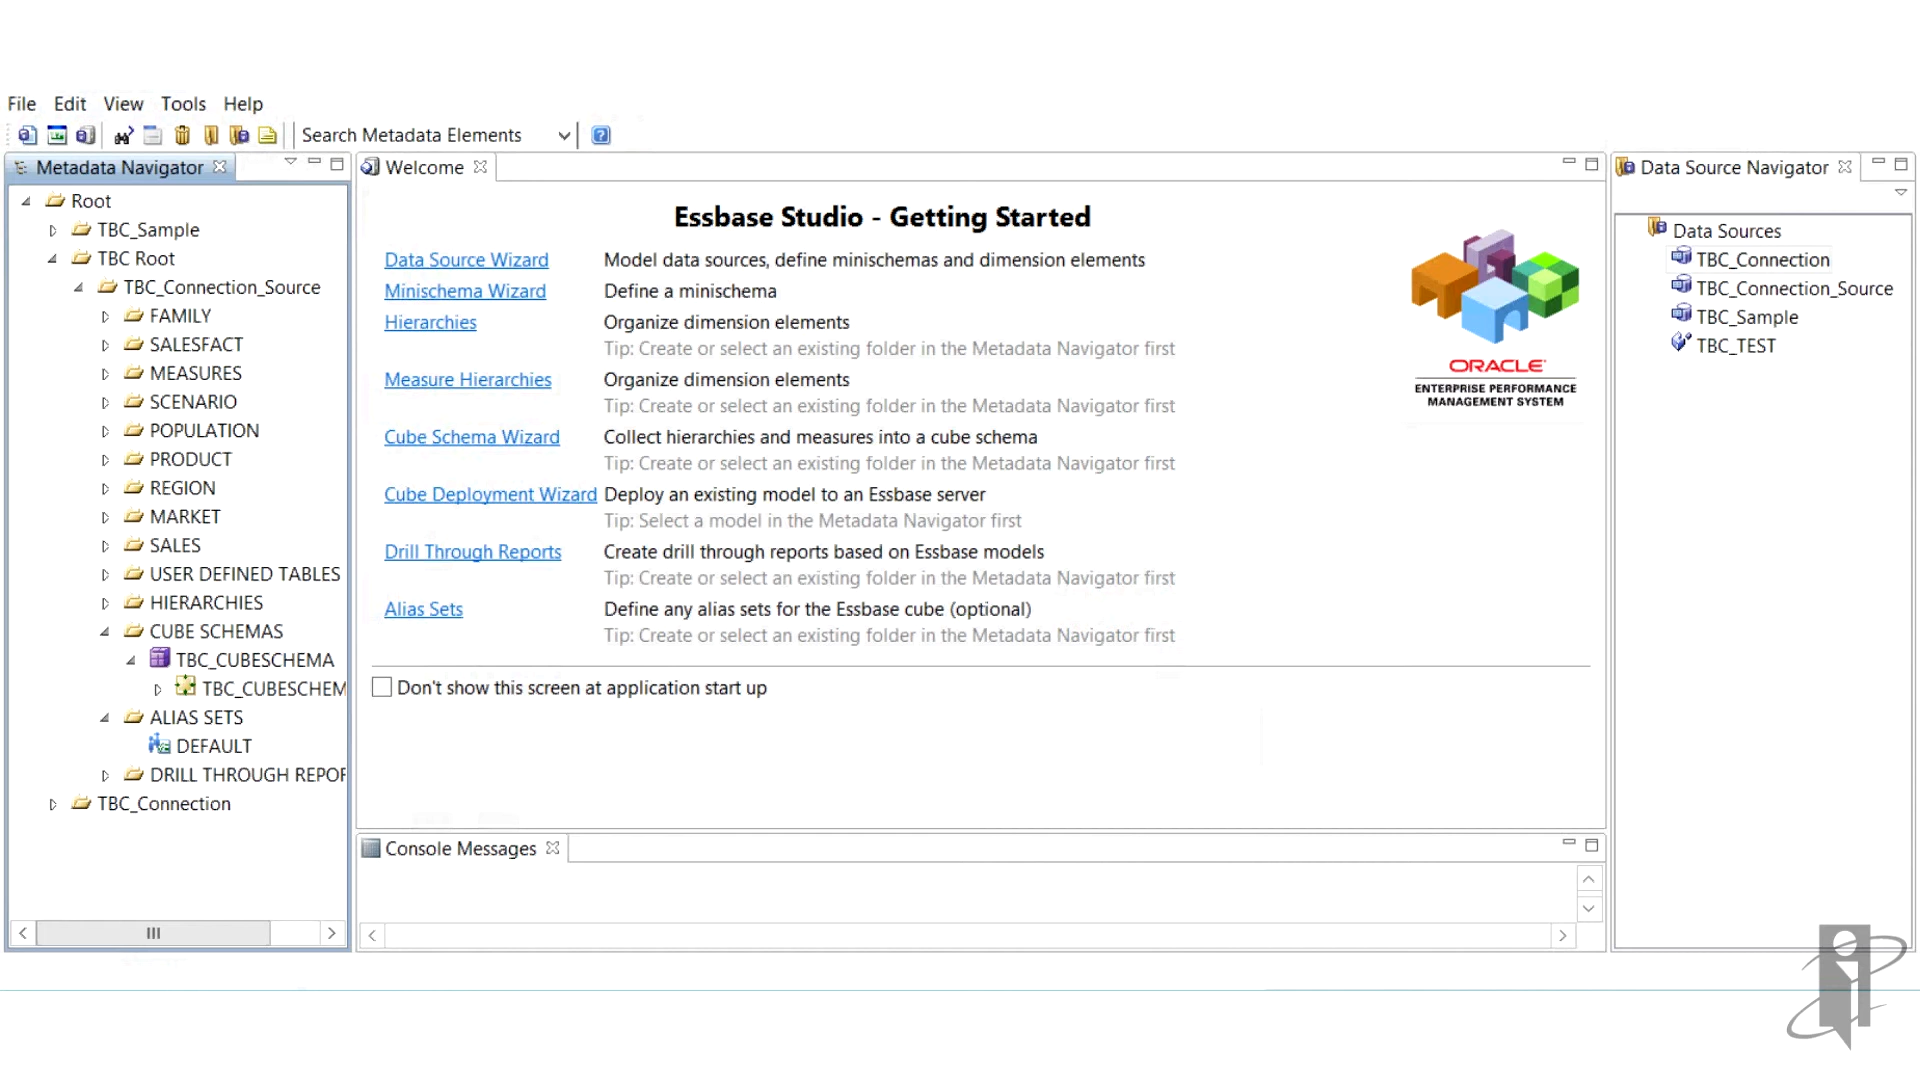 File Edit View Tools Help
Search Metadata Elements
Metadata Navigator
Root
TBC_Sample
TBC Root
TBC_Connection_Source
FAMILY
SALESFACT
MEASURES
SCENARIO
POPULATION
PRODUCT
REGION
MARKET
SALES
USER DEFINED TABLES
HIERARCHIES
CUBE SCHEMAS
TBC_CUBESCHEMA
TBC_CUBESCHEM
ALIAS SETS
DEFAULT
DRILL THROUGH REPOR
TBC_Connection
Welcome
Essbase Studio - Getting Started
Data Source Wizard Model data sources, define minischemas and dimension elements
Minischema Wizard Define a minischema
Hierarchies Organize dimension elements
Tip: Create or select an existing folder in the Metadata Navigator first
Measure Hierarchies Organize dimension elements
Tip: Create or select an existing folder in the Metadata Navigator first
Cube Schema Wizard Collect hierarchies and measures into a cube schema
Tip: Create or select an existing folder in the Metadata Navigator first
Cube Deployment Wizard Deploy an existing model to an Essbase server
Tip: Select a model in the Metadata Navigator first
Drill Through Reports Create drill through reports based on Essbase models
Tip: Create or select an existing folder in the Metadata Navigator first
Alias Sets Define any alias sets for the Essbase cube (optional)
Tip: Create or select an existing folder in the Metadata Navigator first
Don't show this screen at application start up
ORACLE
ENTERPRISE PERFORMANCE
MANAGEMENT SYSTEM
Console Messages
Data Source Navigator
Data Sources
TBC_Connection
TBC_Connection_Source
TBC_Sample
TBC_TEST